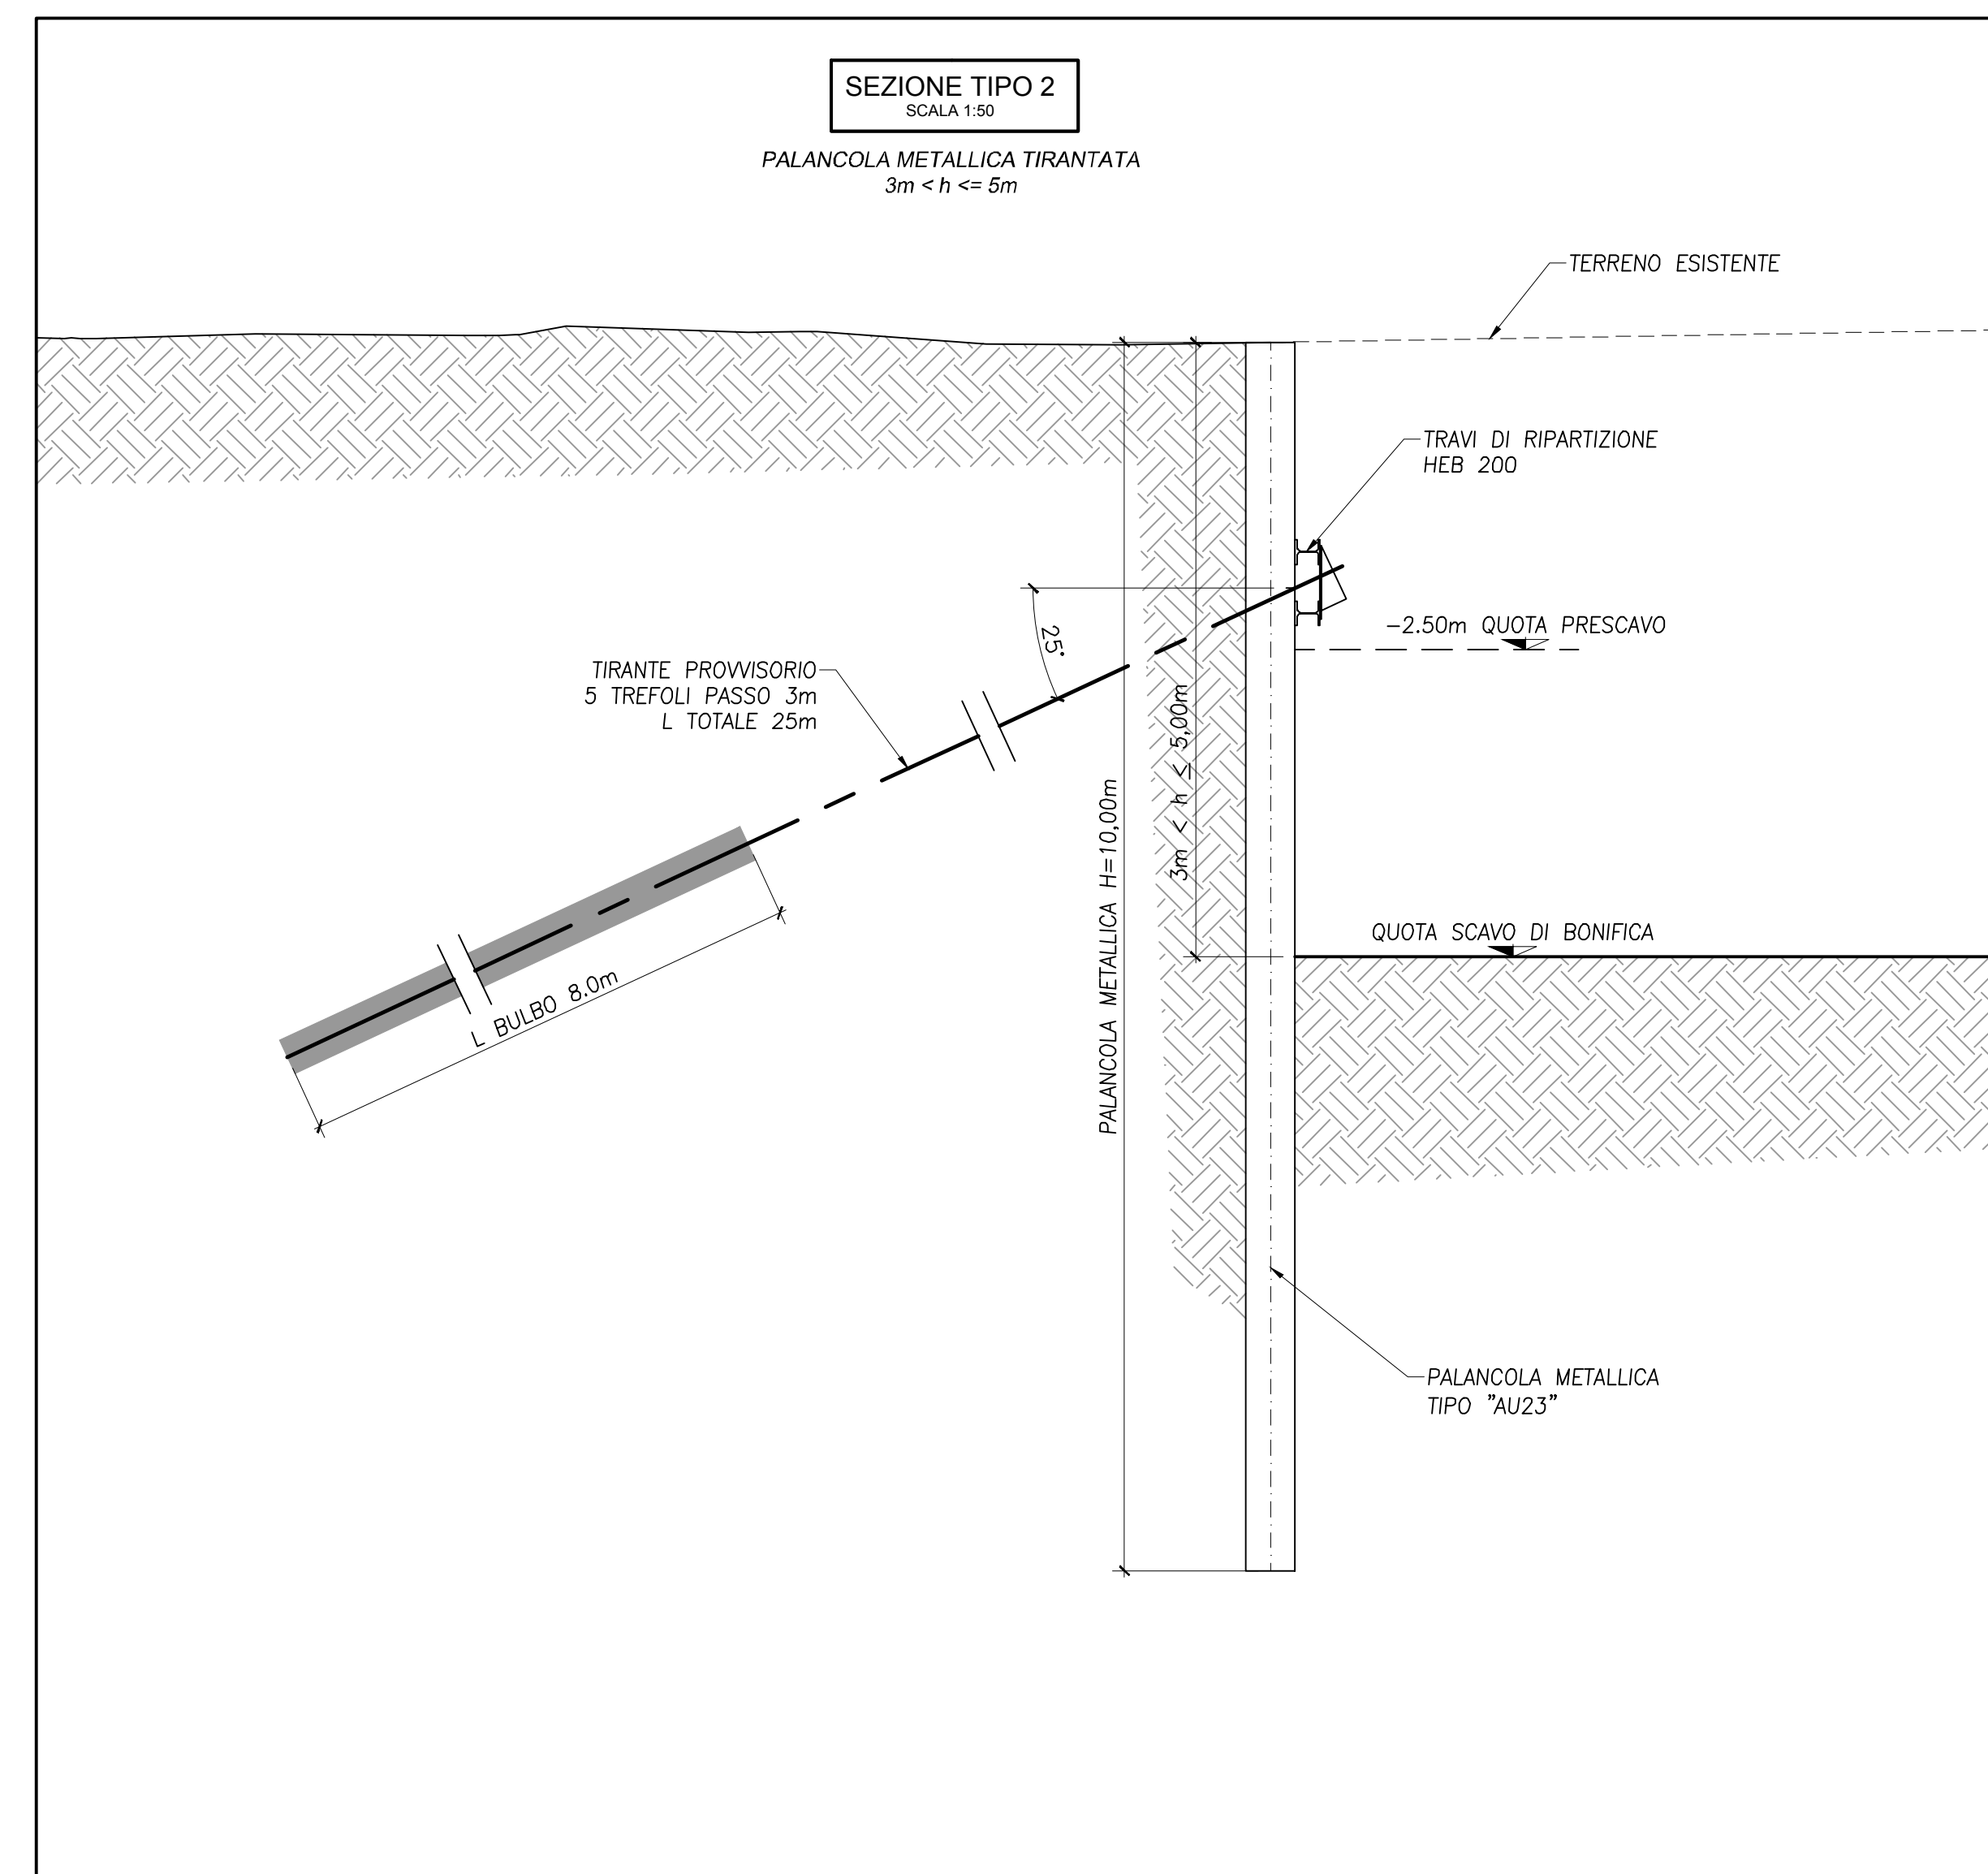 SEZIONE TIPO 2
SCALA 1:50
PALANCOLA METALLICA TIRANTATA
3m < h <= 5m
TERRENO ESISTENTE
TRAVI DI RIPARTIZIONE
HEB 200
-2.50m QUOTA PRESCAVO
25°
TIRANTE PROVVISORIO
5 TREFOLI PASSO 3m
L TOTALE 25m
3m < h ≤ 5,00m
PALANCOLA METALLICA H=10,00m
QUOTA SCAVO DI BONIFICA
L BULBO 8.0m
PALANCOLA METALLICA
TIPO "AU23"